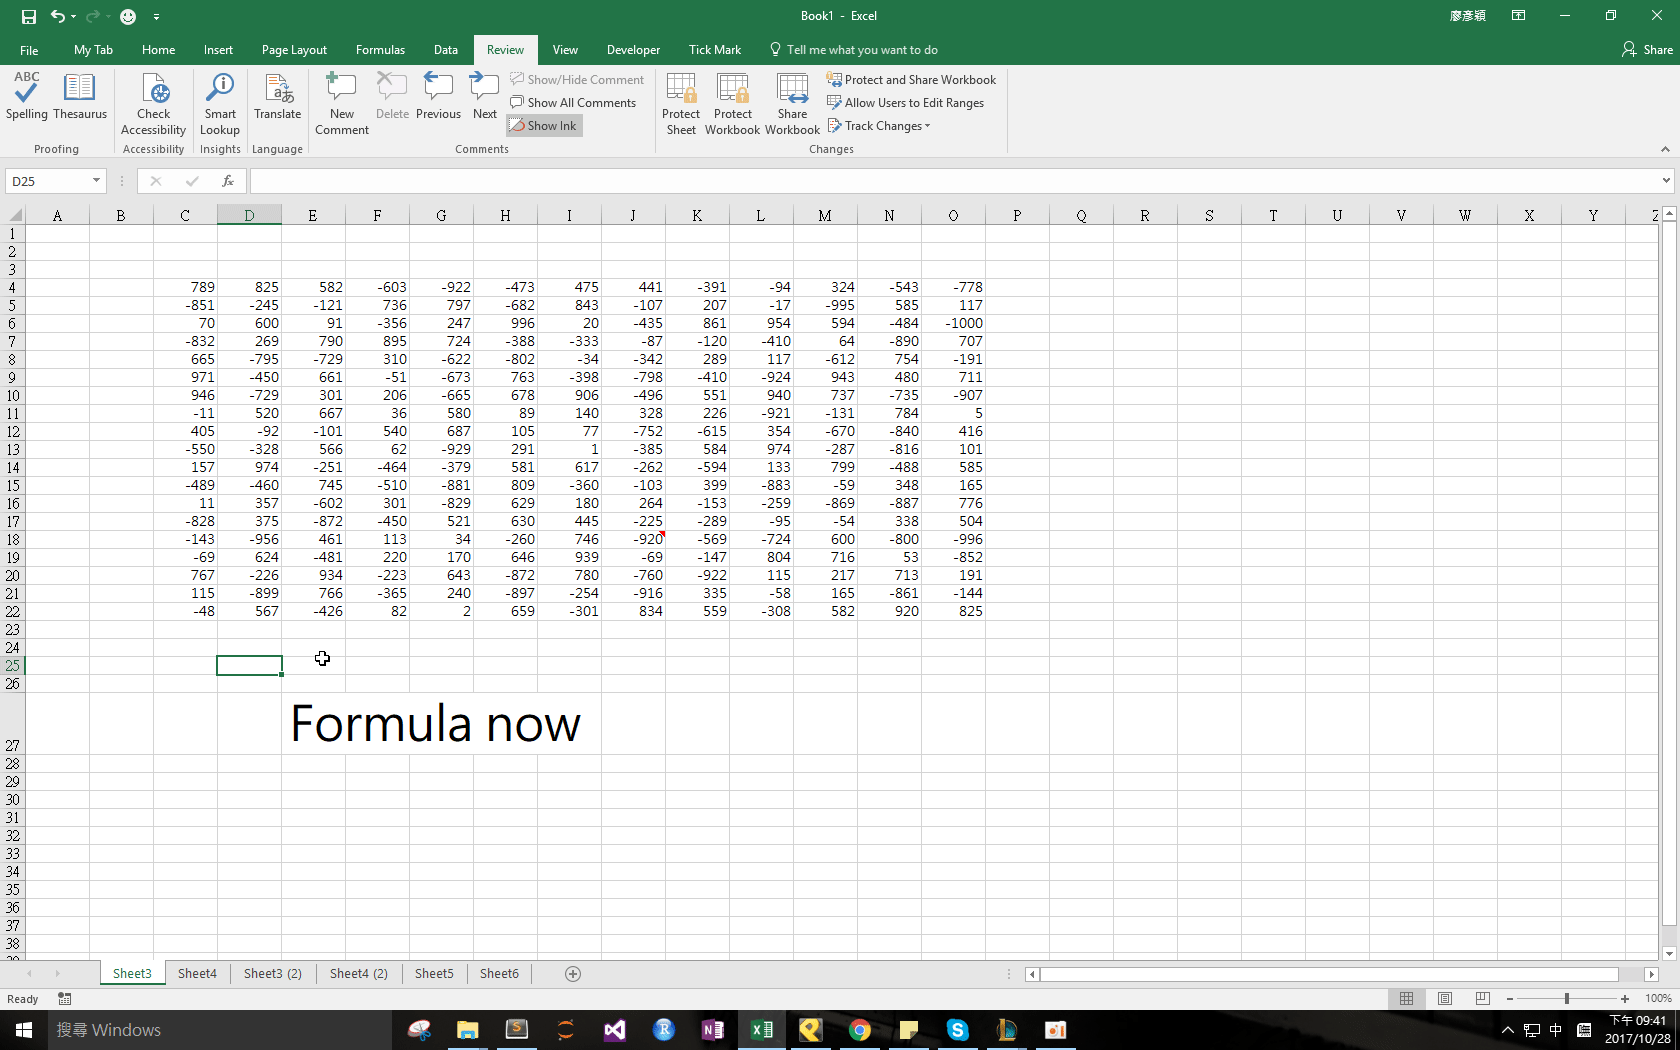 Book1 - Excel
廖彥穎
File My Tab Home Insert Page Layout Formulas Data Review View Developer Tick Mark Tell me what you want to do Share
ABC
Spelling Thesaurus Check Accessibility Smart Lookup Translate New Comment Delete Previous Next Show/Hide Comment Show All Comments Show Ink Protect Sheet Protect Workbook Share Workbook Protect and Share Workbook Allow Users to Edit Ranges Track Changes
Proofing Accessibility Insights Language Comments Changes
D25 fx
A B C D E F G H I J K L M N O P Q R S T U V W X Y Z
1
2
3
4 789 825 582 -603 -922 -473 475 441 -391 -94 324 -543 -778
5 -851 -245 -121 736 797 -682 843 -107 207 -17 -995 585 117
6 70 600 91 -356 247 996 20 -435 861 954 594 -484 -1000
7 -832 269 790 895 724 -388 -333 -87 -120 -410 64 -890 707
8 665 -795 -729 310 -622 -802 -34 -342 289 117 -612 754 -191
9 971 -450 661 -51 -673 763 -398 -798 -410 -924 943 480 711
10 946 -729 301 206 -665 678 906 -496 551 940 737 -735 -907
11 -11 520 667 36 580 89 140 328 226 -921 -131 784 5
12 405 -92 -101 540 687 105 77 -752 -615 354 -670 -840 416
13 -550 -328 566 62 -929 291 1 -385 584 974 -287 -816 101
14 157 974 -251 -464 -379 581 617 -262 -594 133 799 -488 585
15 -489 -460 745 -510 -881 809 -360 -103 399 -883 -59 348 165
16 11 357 -602 301 -829 629 180 264 -153 -259 -869 -887 776
17 -828 375 -872 -450 521 630 445 -225 -289 -95 -54 338 504
18 -143 -956 461 113 34 -260 746 -920 -569 -724 600 -800 -996
19 -69 624 -481 220 170 646 939 -69 -147 804 716 53 -852
20 767 -226 934 -223 643 -872 780 -760 -922 115 217 713 191
21 115 -899 766 -365 240 -897 -254 -916 335 -58 165 -861 -144
22 -48 567 -426 82 2 659 -301 834 559 -308 582 920 825
23
24
25
26
27 Formula now
28
29
30
31
32
33
34
35
36
37
38
39
Sheet3 Sheet4 Sheet3 (2) Sheet4 (2) Sheet5 Sheet6
Ready 100%
搜尋 Windows
中
下午 09:41
2017/10/28